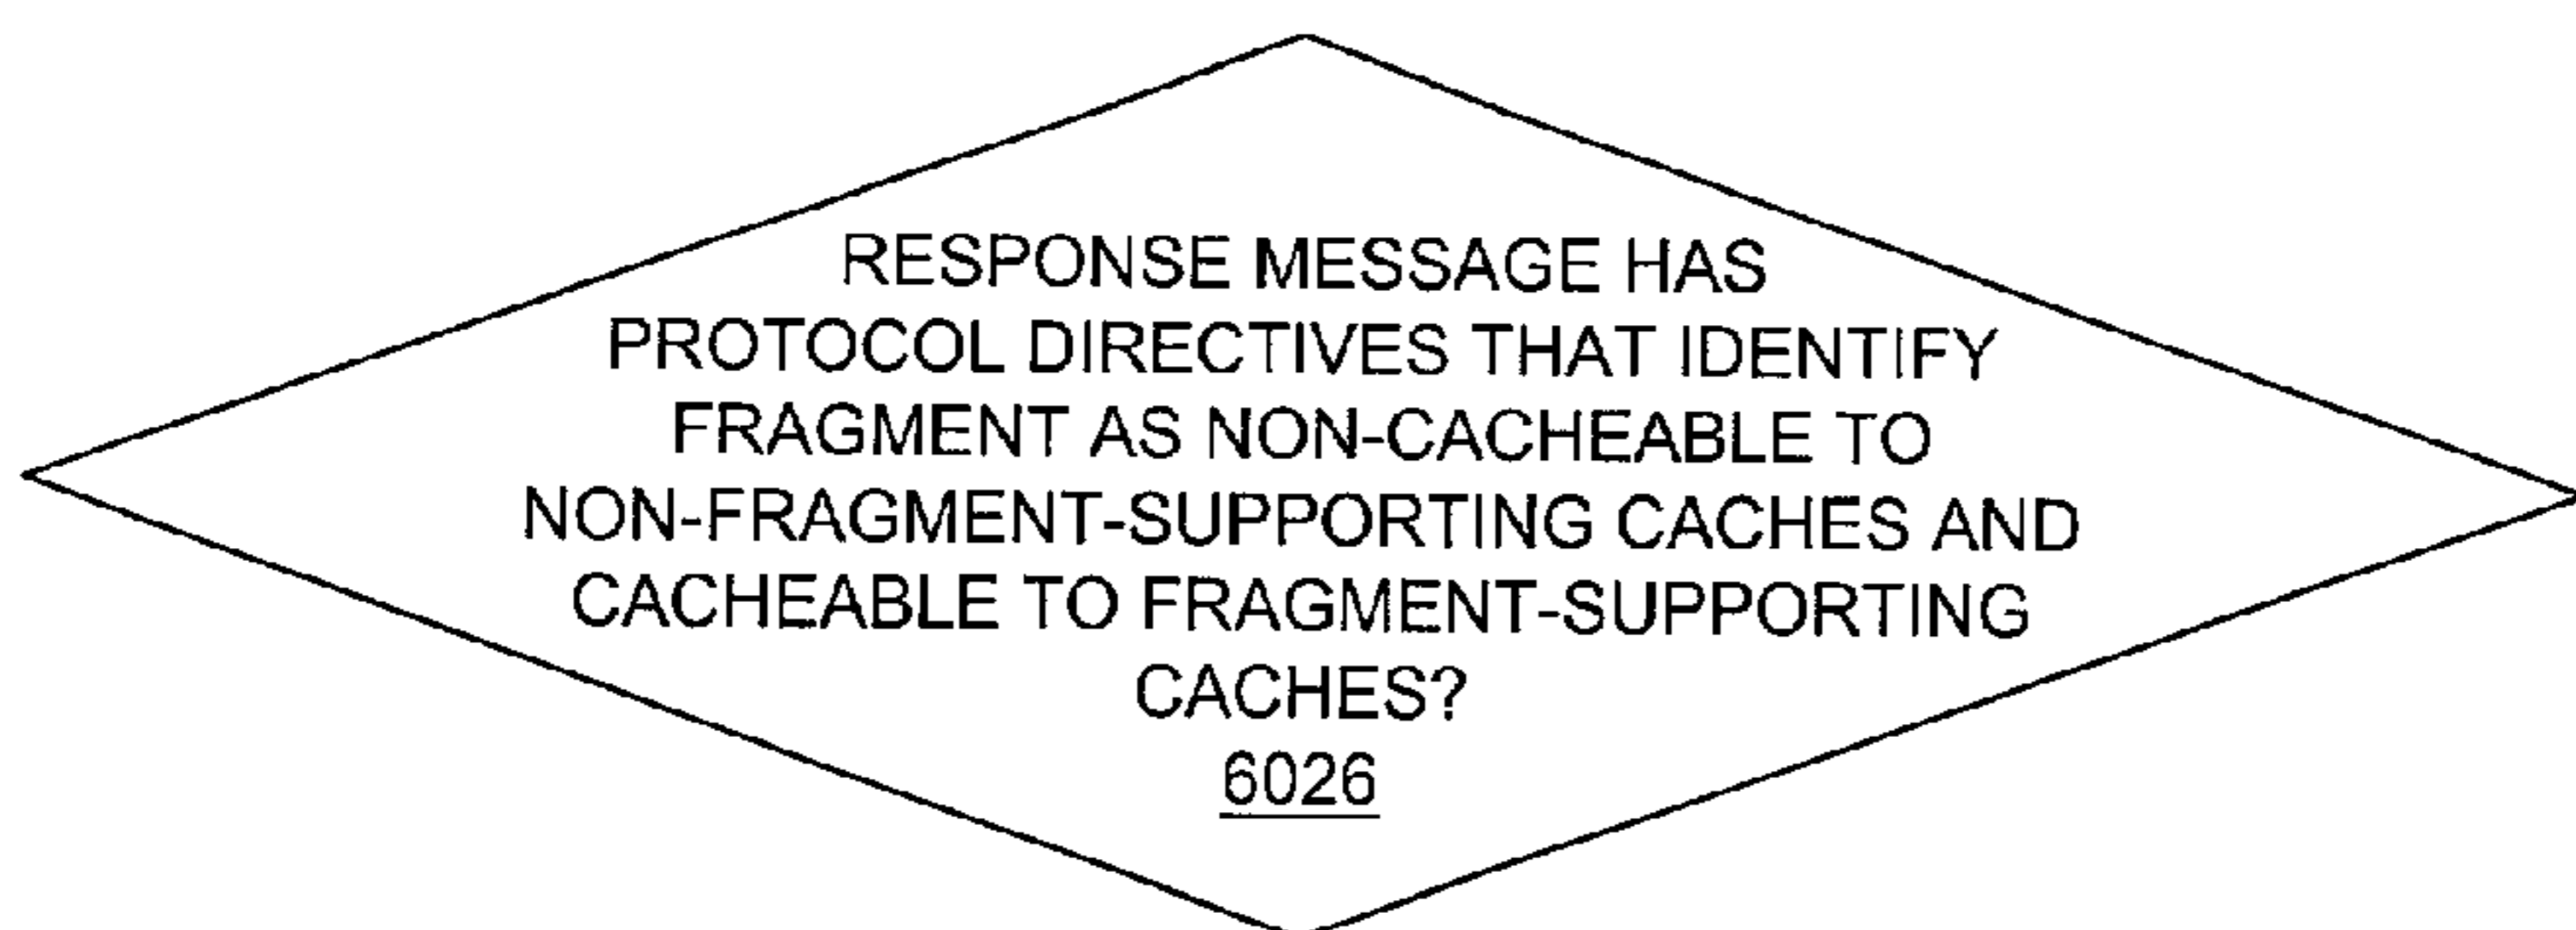 RESPONSE MESSAGE HAS
PROTOCOL DIRECTIVES THAT IDENTIFY
FRAGMENT AS NON-CACHEABLE TO
NON-FRAGMENT-SUPPORTING CACHES AND
CACHEABLE TO FRAGMENT-SUPPORTING
CACHES?
6026